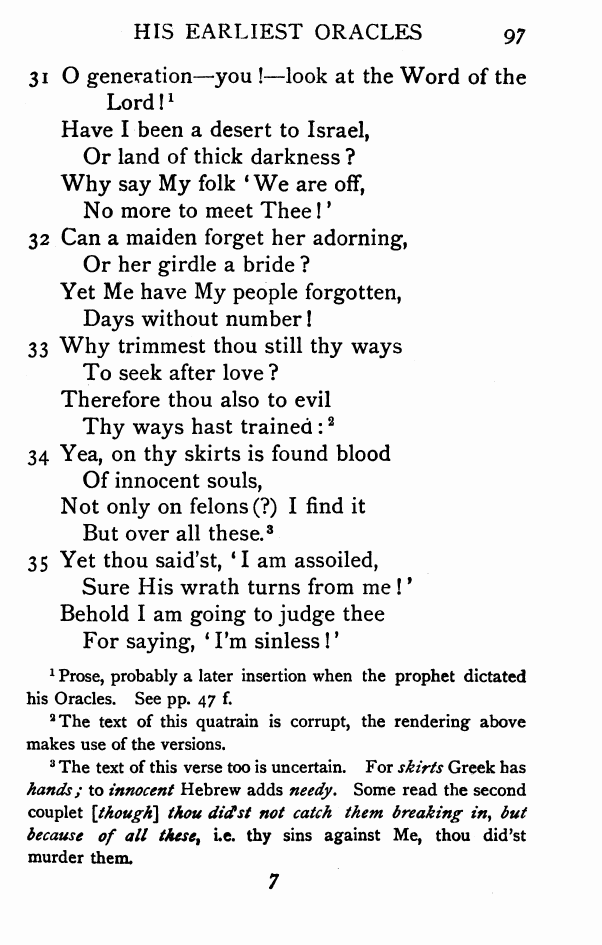 HIS EARLIEST ORACLES 97
31 O generation—you !—look at the Word of the
Lord !¹
Have I been a desert to Israel,
Or land of thick darkness ?
Why say My folk ‘ We are off,
No more to meet Thee ! ’
32 Can a maiden forget her adorning,
Or her girdle a bride ?
Yet Me have My people forgotten,
Days without number !
33 Why trimmest thou still thy ways
To seek after love ?
Therefore thou also to evil
Thy ways hast trained : ²
34 Yea, on thy skirts is found blood
Of innocent souls,
Not only on felons (?) I find it
But over all these.³
35 Yet thou said’st, ‘ I am assoiled,
Sure His wrath turns from me ! ’
Behold I am going to judge thee
For saying, ‘ I’m sinless ! ’
¹ Prose, probably a later insertion when the prophet dictated
his Oracles. See pp. 47 f.
² The text of this quatrain is corrupt, the rendering above
makes use of the versions.
³ The text of this verse too is uncertain. For skirts Greek has
hands ; to innocent Hebrew adds needy. Some read the second
couplet [though] thou did’st not catch them breaking in, but
because of all these, i.e. thy sins against Me, thou did’st
murder them.
7